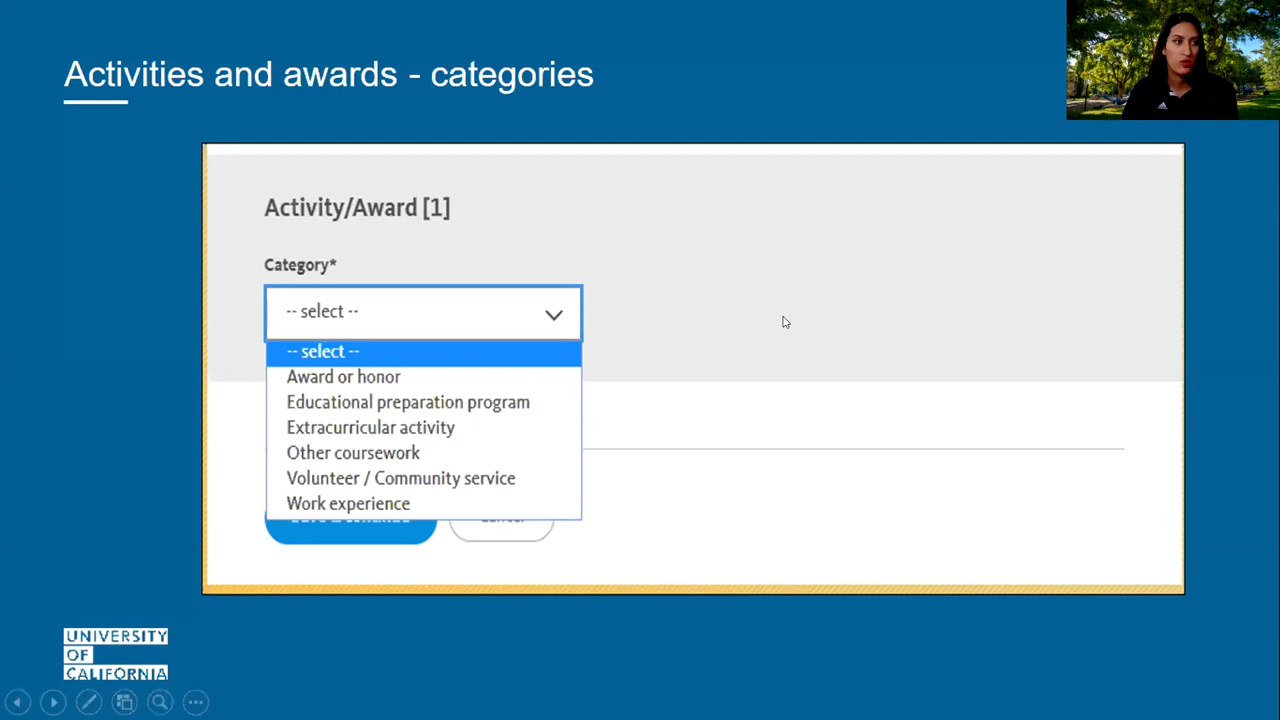 Activities and awards - categories
Activity/Award [1]
Category*
-- select --
-- select --
Award or honor
Educational preparation program
Extracurricular activity
Other coursework
Volunteer / Community service
Work experience
UNIVERSITY
OF
CALIFORNIA